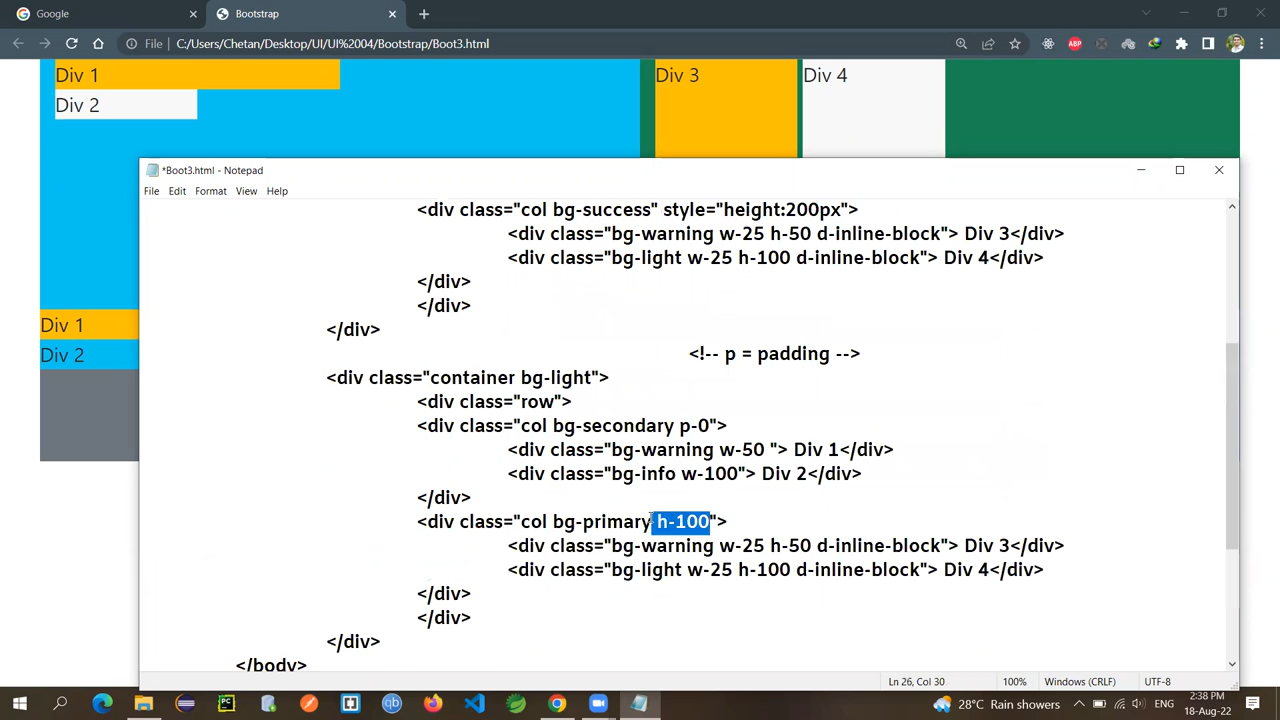 Google
Bootstrap
File
C:/Users/Chetan/Desktop/UI/UI%2004/Bootstrap/Boot3.html
ABP
Div 1
Div 2
Div 3
Div 4
Div 1
Div 2
*Boot3.html - Notepad
File Edit Format View Help
<div class="col bg-success" style="height:200px">
<div class="bg-warning w-25 h-50 d-inline-block"> Div 3</div>
<div class="bg-light w-25 h-100 d-inline-block"> Div 4</div>
</div>
</div>
</div>
<!-- p = padding -->
<div class="container bg-light">
<div class="row">
<div class="col bg-secondary p-0">
<div class="bg-warning w-50 "> Div 1</div>
<div class="bg-info w-100"> Div 2</div>
</div>
<div class="col bg-primary h-100">
<div class="bg-warning w-25 h-50 d-inline-block"> Div 3</div>
<div class="bg-light w-25 h-100 d-inline-block"> Div 4</div>
</div>
</div>
</div>
</body>
Ln 26, Col 30 100% Windows (CRLF) UTF-8
PC
qb
28°C Rain showers
ENG
2:38 PM
18-Aug-22